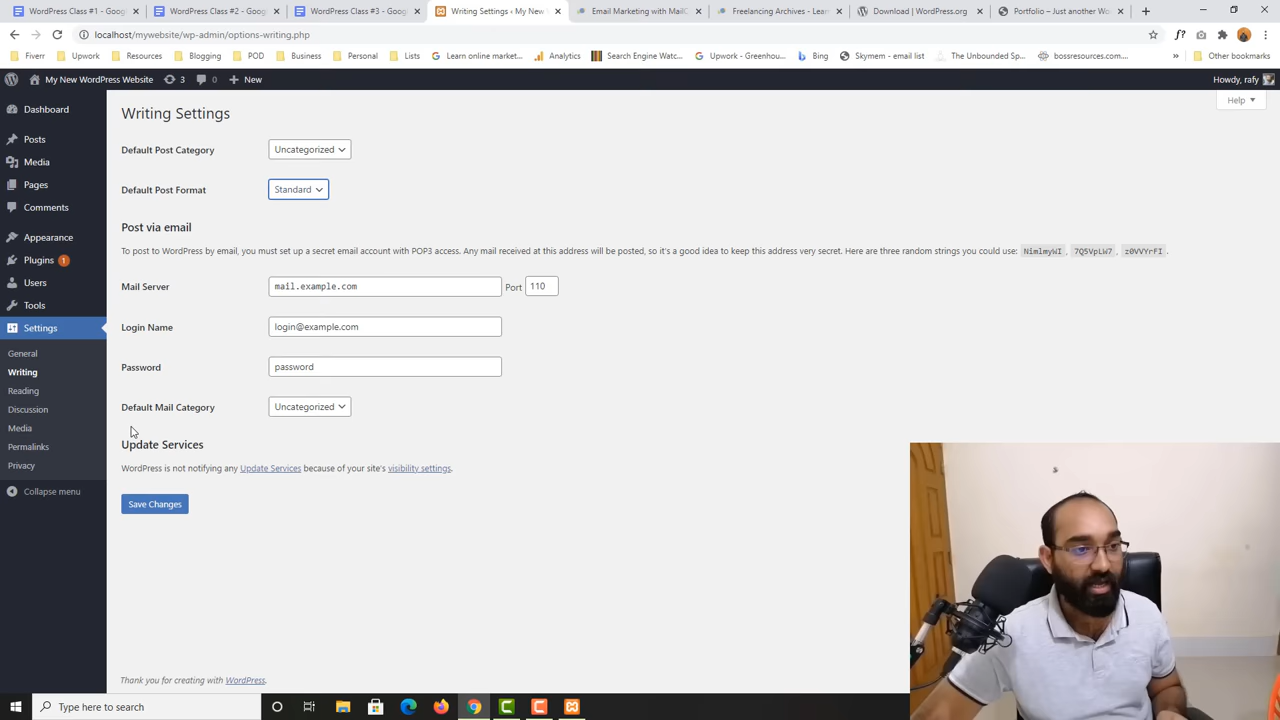 WordPress Class #1 - Goog
WordPress Class #2 - Googl
WordPress Class #3 - Googl
Writing Settings ‹ My New
Email Marketing with MailC
Freelancing Archives - Lear
Download | WordPress.org
Portfolio – Just another Wo
localhost/mywebsite/wp-admin/options-writing.php
Fiverr
Resources
Blogging
POD
Business
Personal
Lists
Learn online market...
Analytics
Search Engine Watc...
Upwork - Greenhou...
Bing
Skymem - email list
The Unbounded Sp...
bossresources.com...
Other bookmarks
My New WordPress Website
3
0
New
Howdy, rafy
Help
Dashboard
Posts
Media
Pages
Comments
Appearance
Plugins 1
Users
Tools
Settings
General
Writing
Reading
Discussion
Media
Permalinks
Privacy
Collapse menu
Writing Settings
Default Post Category Uncategorized
Default Post Format Standard
Post via email
To post to WordPress by email, you must set up a secret email account with POP3 access. Any mail received at this address will be posted, so it's a good idea to keep this address very secret. Here are three random strings you could use: NimlmyWI , 7Q5VpLW7 , z0VVYrFI .
Mail Server mail.example.com Port 110
Login Name login@example.com
Password password
Default Mail Category Uncategorized
Update Services
WordPress is not notifying any Update Services because of your site's visibility settings.
Save Changes
Thank you for creating with WordPress.
Type here to search